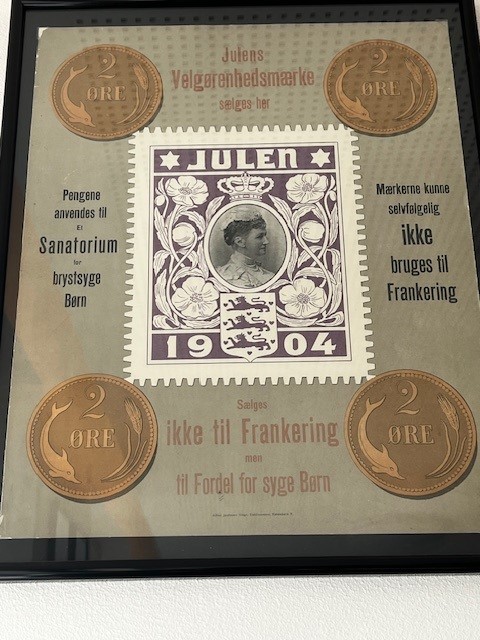 2
ØRE
Julens
Velgørenhedsmærke
sælges her
2
ØRE
JULEN
Pengene
anvendes til
Et
Sanatorium
for
brystsyge
Børn
Mærkerne kunne
selvfølgelig
ikke
bruges til
Frankering
1904
2
ØRE
Sælges
ikke til Frankering
men
til Fordel for syge Børn
2
ØRE